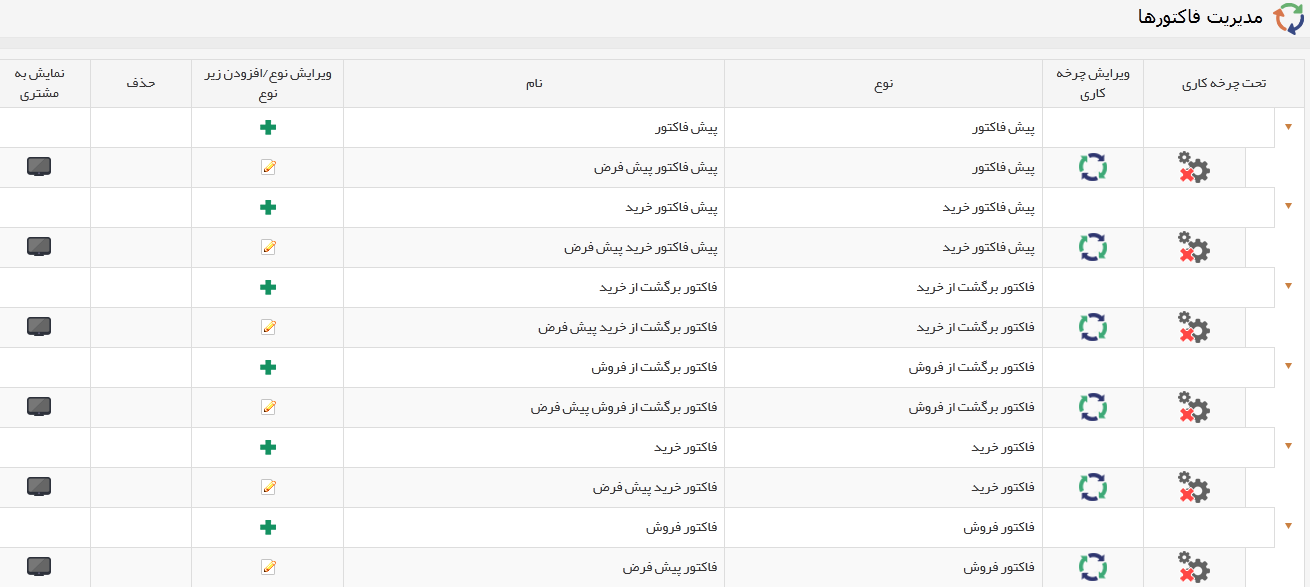 مدیریت فاکتورها
تحت چرخه کاری	ویرایش چرخه کاری	نوع	نام	ویرایش نوع/افزودن زیر نوع	حذف	نمایش به مشتری
پیش فاکتور	پیش فاکتور
پیش فاکتور	پیش فاکتور پیش فرض
پیش فاکتور خرید	پیش فاکتور خرید
پیش فاکتور خرید	پیش فاکتور خرید پیش فرض
فاکتور برگشت از خرید	فاکتور برگشت از خرید
فاکتور برگشت از خرید	فاکتور برگشت از خرید پیش فرض
فاکتور برگشت از فروش	فاکتور برگشت از فروش
فاکتور برگشت از فروش	فاکتور برگشت از فروش پیش فرض
فاکتور خرید	فاکتور خرید
فاکتور خرید	فاکتور خرید پیش فرض
فاکتور فروش	فاکتور فروش
فاکتور فروش	فاکتور پیش فرض